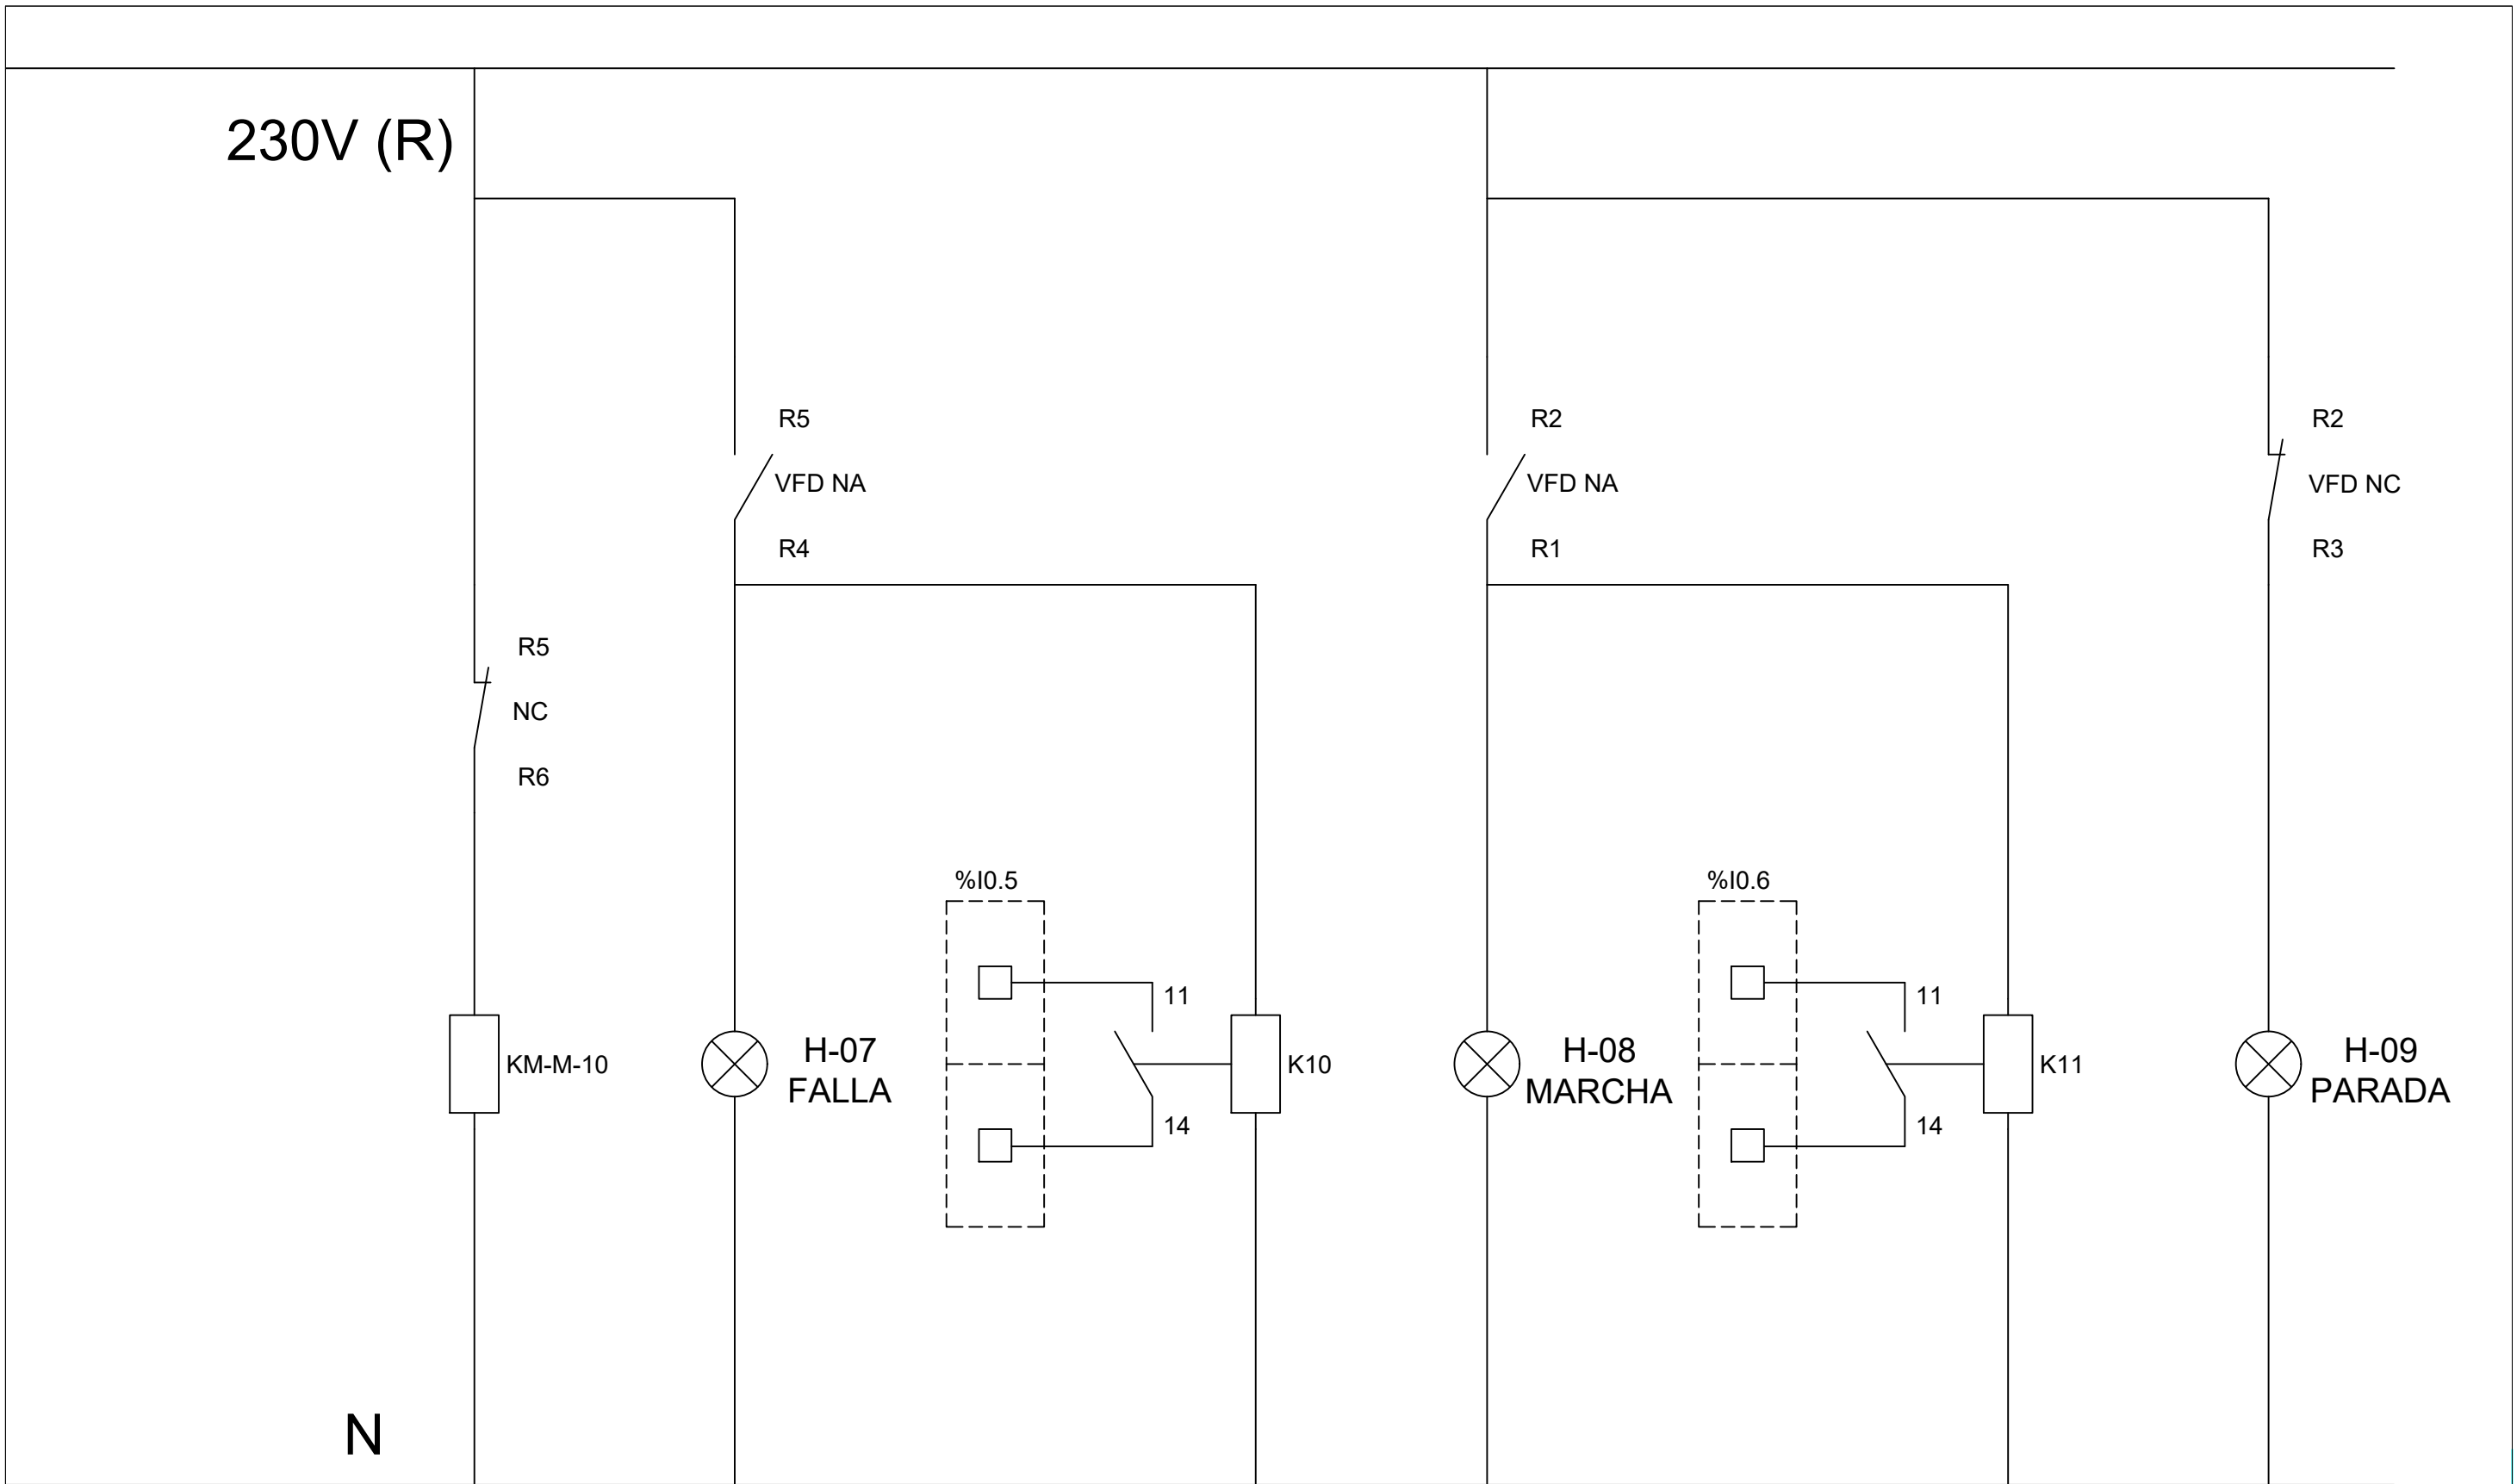 230V (R)
R5
VFD NA
R4
R2
VFD NA
R1
R2
VFD NC
R3
R5
NC
R6
%I0.5
%I0.6
11
11
KM-M-10
H-07
FALLA
K10
H-08
MARCHA
K11
H-09
PARADA
14
14
N